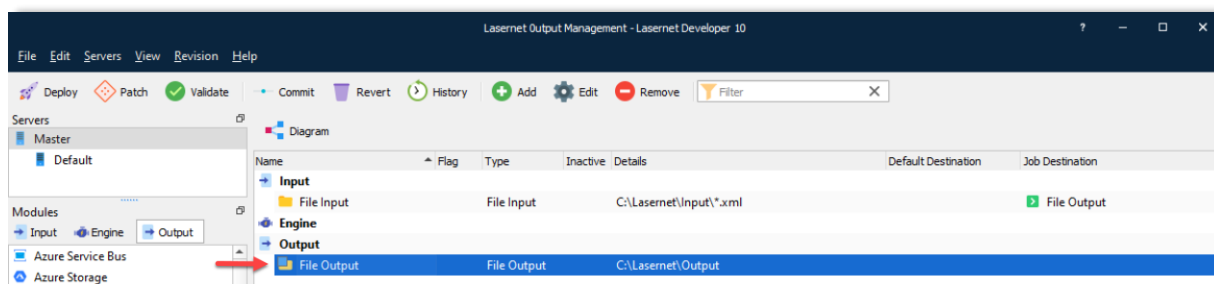 Lasernet Output Management - Lasernet Developer 10
File Edit Servers View Revision Help
Deploy Patch Validate Commit Revert History Add Edit Remove Filter
Servers
Master
Default
Diagram
Name Flag Type Inactive Details Default Destination Job Destination
Input
File Input File Input C:\Lasernet\Input\*.xml File Output
Engine
Output
File Output File Output C:\Lasernet\Output
Modules
Input Engine Output
Azure Service Bus
Azure Storage